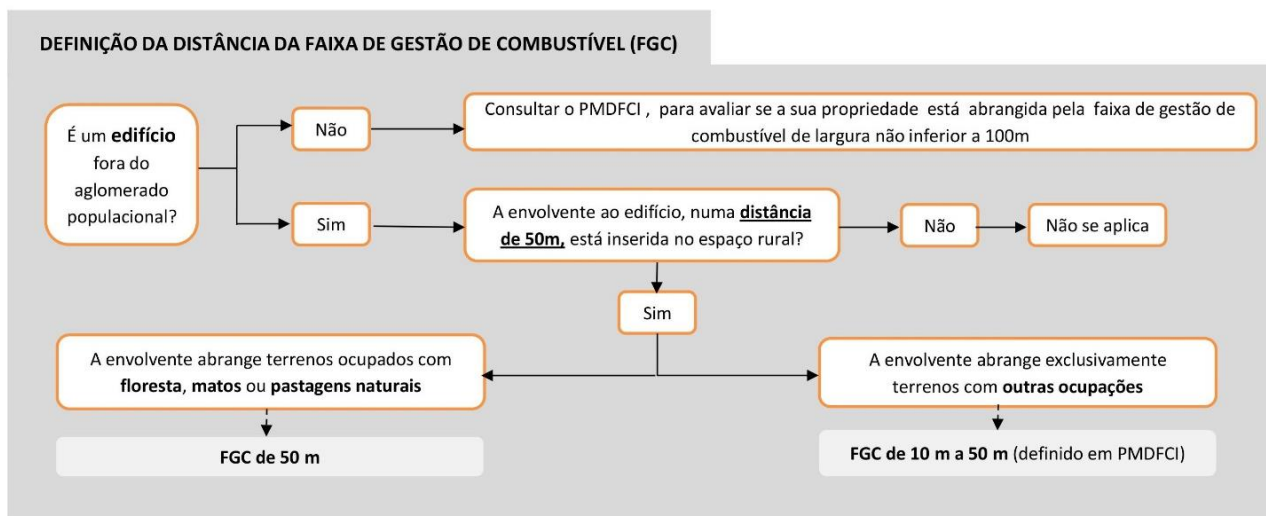 DEFINIÇÃO DA DISTÂNCIA DA FAIXA DE GESTÃO DE COMBUSTÍVEL (FGC)
É um edifício
fora do
aglomerado
populacional?
Não
Consultar o PMDFCI , para avaliar se a sua propriedade está abrangida pela faixa de gestão de
combustível de largura não inferior a 100m
Sim
A envolvente ao edifício, numa distância
de 50m, está inserida no espaço rural?
Não
Não se aplica
Sim
A envolvente abrange terrenos ocupados com
floresta, matos ou pastagens naturais
FGC de 50 m
A envolvente abrange exclusivamente
terrenos com outras ocupações
FGC de 10 m a 50 m (definido em PMDFCI)